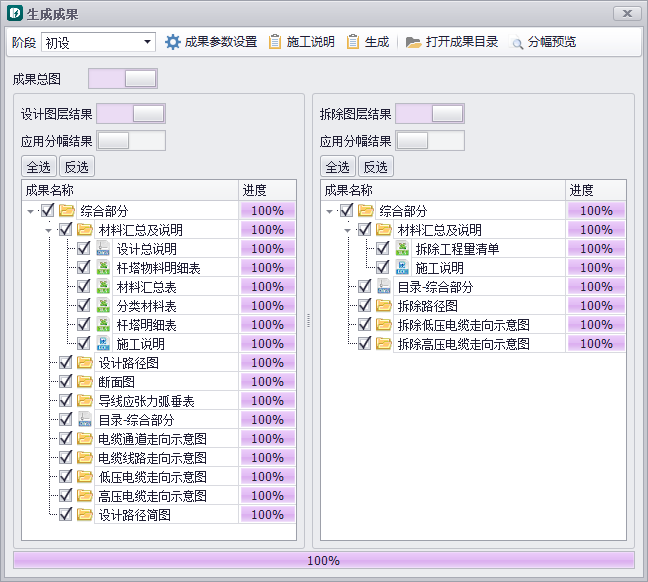 生成成果
阶段 初设 成果参数设置 施工说明 生成 打开成果目录 分幅预览
成果总图
设计图层结果
应用分幅结果
全选 反选
成果名称 进度
综合部分 100%
材料汇总及说明 100%
设计总说明 100%
杆塔物料明细表 100%
材料汇总表 100%
分类材料表 100%
杆塔明细表 100%
施工说明 100%
设计路径图 100%
断面图 100%
导线应张力弧垂表 100%
目录-综合部分 100%
电缆通道走向示意图 100%
电缆线路走向示意图 100%
低压电缆走向示意图 100%
高压电缆走向示意图 100%
设计路径简图 100%
拆除图层结果
应用分幅结果
全选 反选
成果名称 进度
综合部分 100%
材料汇总及说明 100%
拆除工程量清单 100%
施工说明 100%
目录-综合部分 100%
拆除路径图 100%
拆除低压电缆走向示意图 100%
拆除高压电缆走向示意图 100%
100%